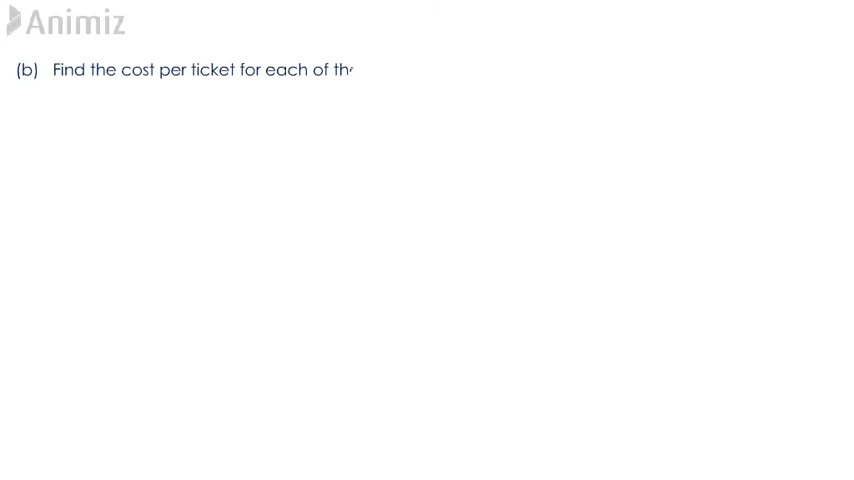 Animiz
(b) Find the cost per ticket for each of